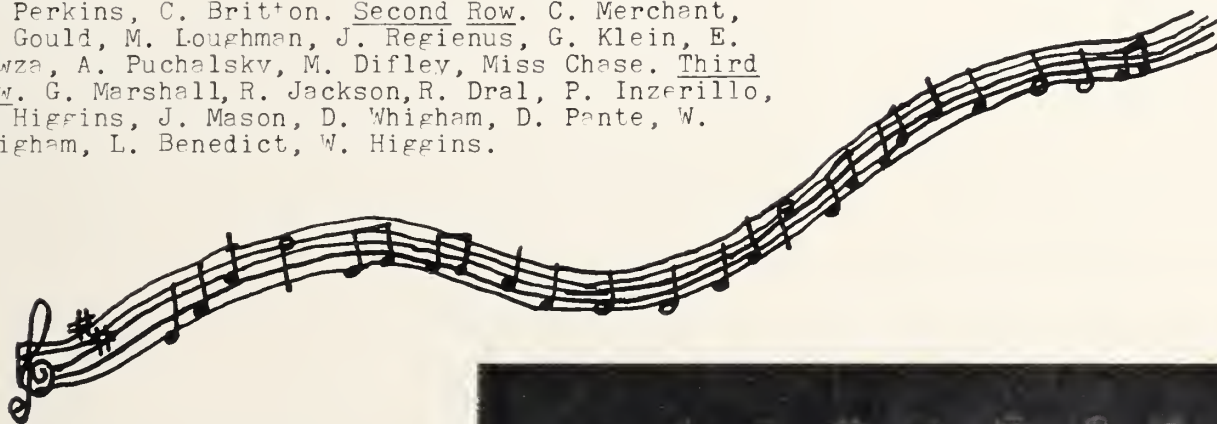 Perkins, C. Britton. Second Row. C. Merchant,
Gould, M. Loughman, J. Regienus, G. Klein, E.
A. Puchalsky, M. Difley, Miss Chase. Third
G. Marshall, R. Jackson, R. Dral, P. Inzerillo,
Higgins, J. Mason, D. Whigham, D. Pante, W.
L. Benedict, W. Higgins.